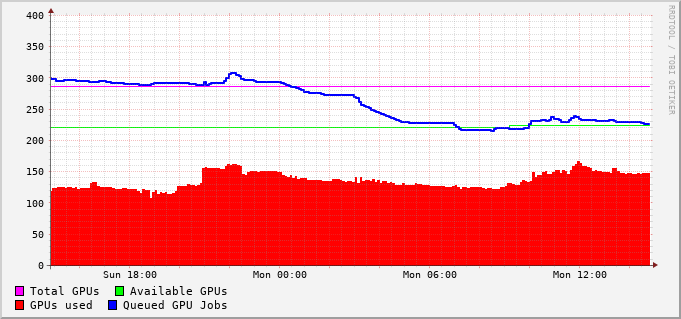 400
350
300
250
200
150
100
50
0
Sun 18:00 Mon 00:00 Mon 06:00 Mon 12:00
Total GPUs Available GPUs
GPUs used Queued GPU Jobs
RRDTOOL / TOBI OETIKER